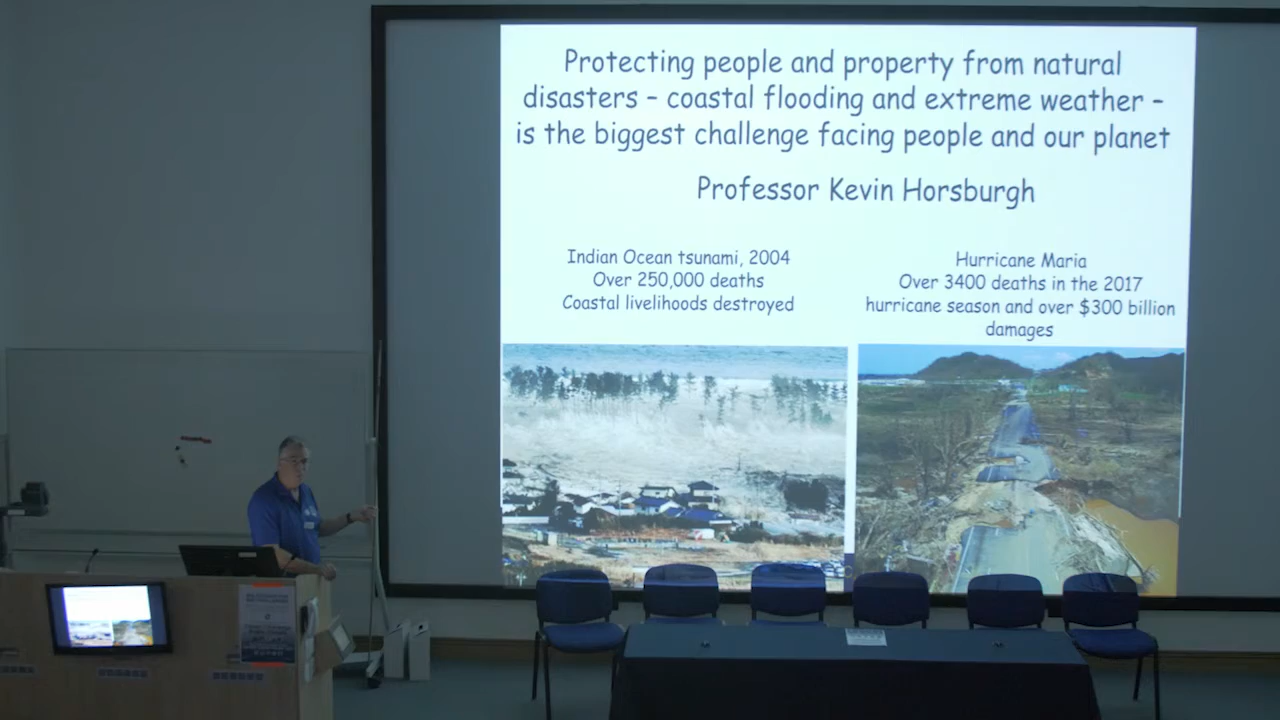 Protecting people and property from natural
disasters – coastal flooding and extreme weather –
is the biggest challenge facing people and our planet
Professor Kevin Horsburgh
Indian Ocean tsunami, 2004
Over 250,000 deaths
Coastal livelihoods destroyed
Hurricane Maria
Over 3400 deaths in the 2017
hurricane season and over $300 billion
damages